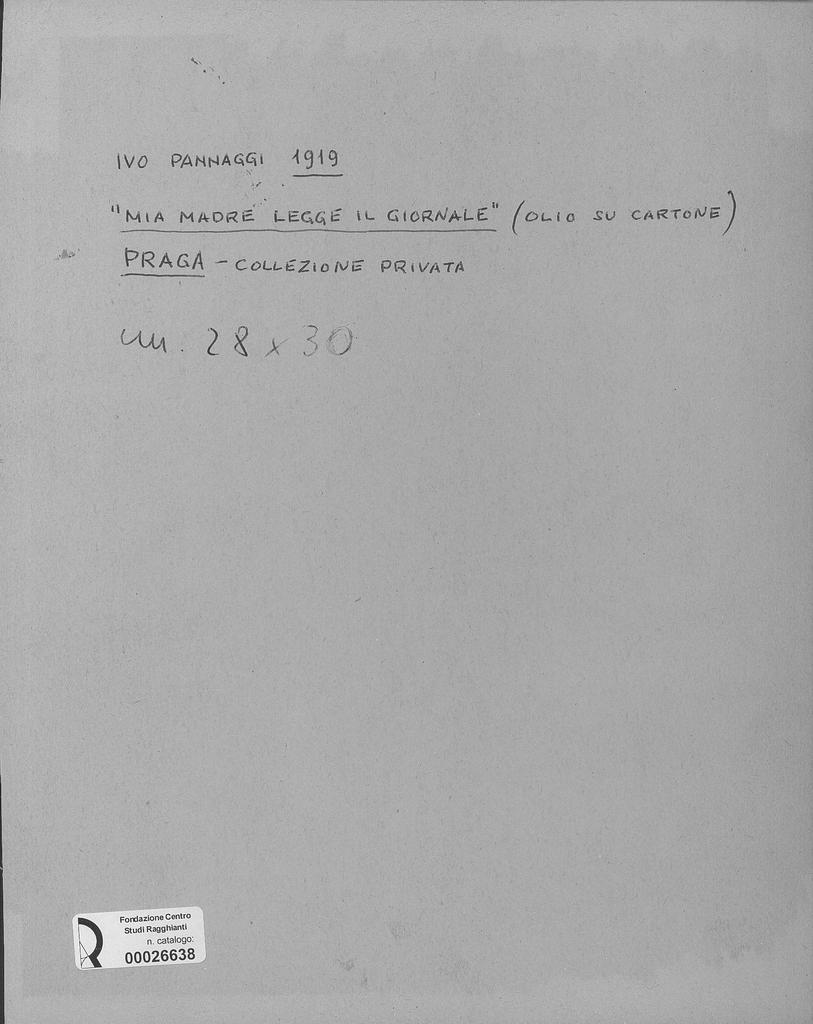 IVO PANNAGGI 1919
"MIA MADRE LEGGE IL GIORNALE" (OLIO SU CARTONE)
PRAGA - COLLEZIONE PRIVATA
cm. 28 x 30
Fondazione Centro
Studi Ragghianti
n. catalogo:
00026638